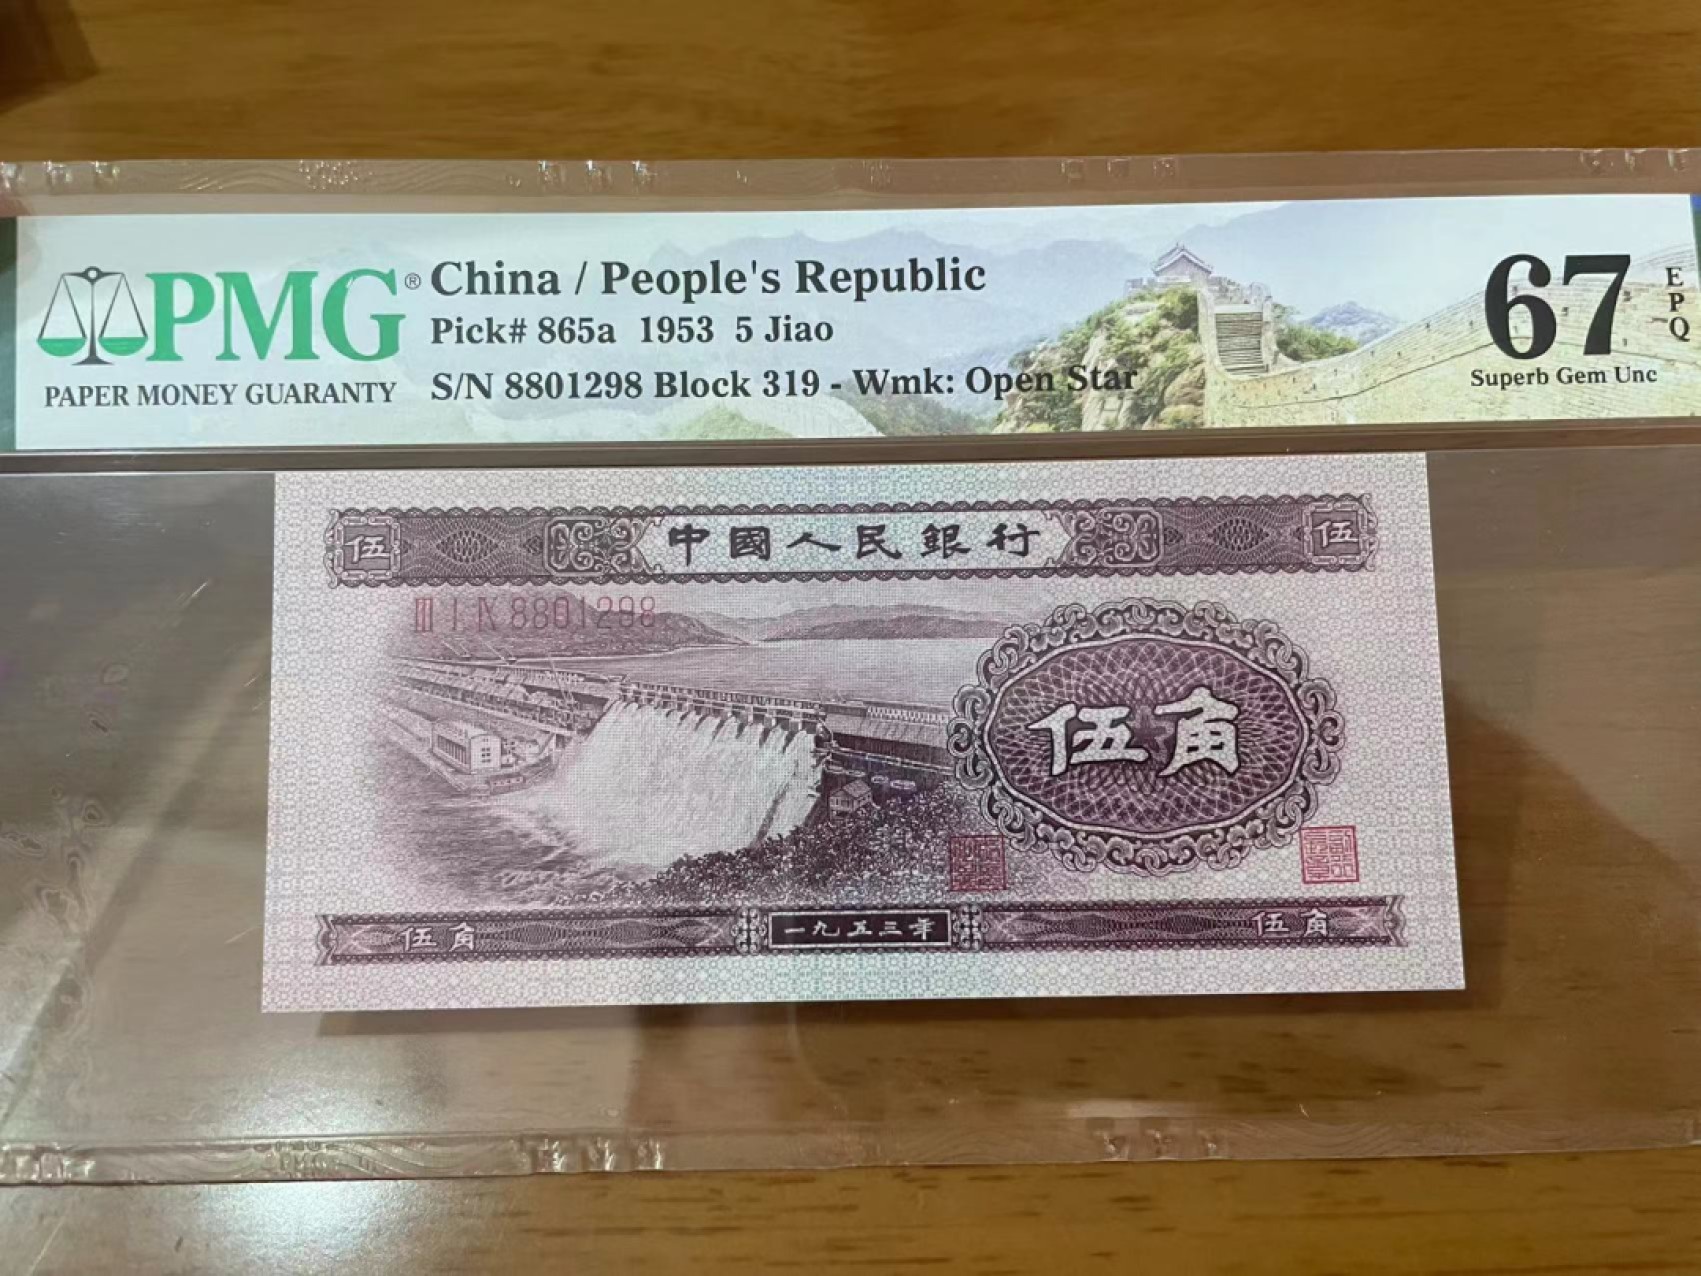 PMG®
PAPER MONEY GUARANTY
China / People's Republic
Pick# 865a 1953 5 Jiao
S/N 8801298 Block 319 - Wmk: Open Star
67
EPQ
Superb Gem Unc
伍 中國人民銀行 伍
III I IX 8801298
伍角
伍角 一九五三年 伍角